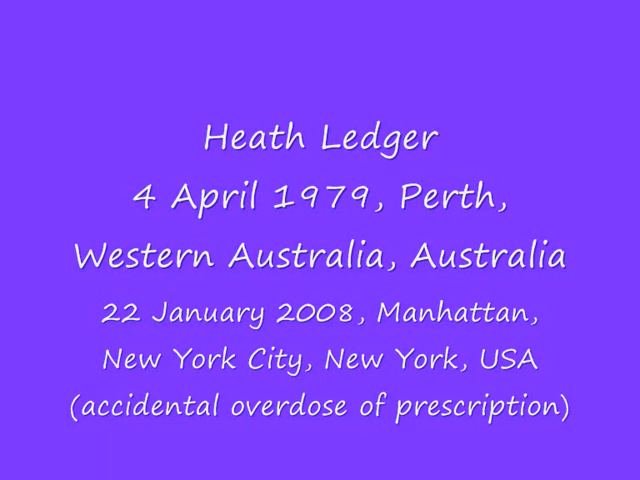 Heath Ledger
4 April 1979, Perth,
Western Australia, Australia
22 January 2008, Manhattan,
New York City, New York, USA
(accidental overdose of prescription)